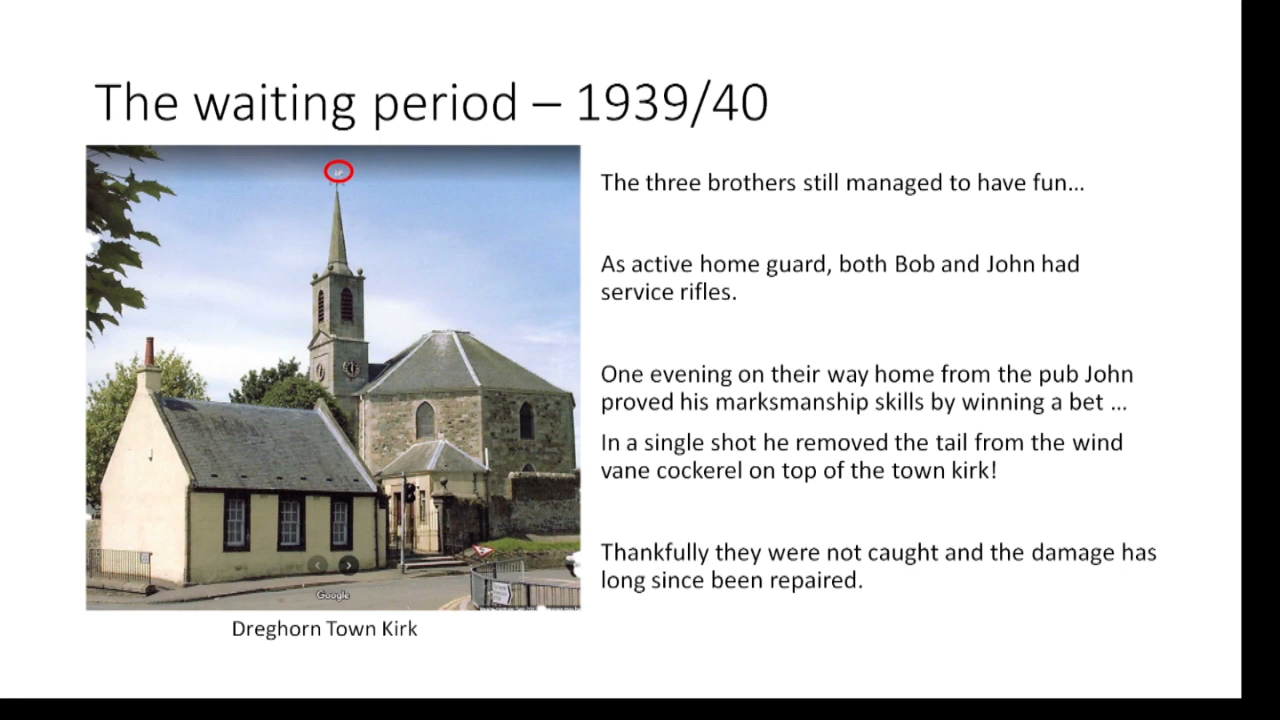 The waiting period – 1939/40
The three brothers still managed to have fun…
As active home guard, both Bob and John had
service rifles.
One evening on their way home from the pub John
proved his marksmanship skills by winning a bet …
In a single shot he removed the tail from the wind
vane cockerel on top of the town kirk!
Thankfully they were not caught and the damage has
long since been repaired.
Google
Dreghorn Town Kirk